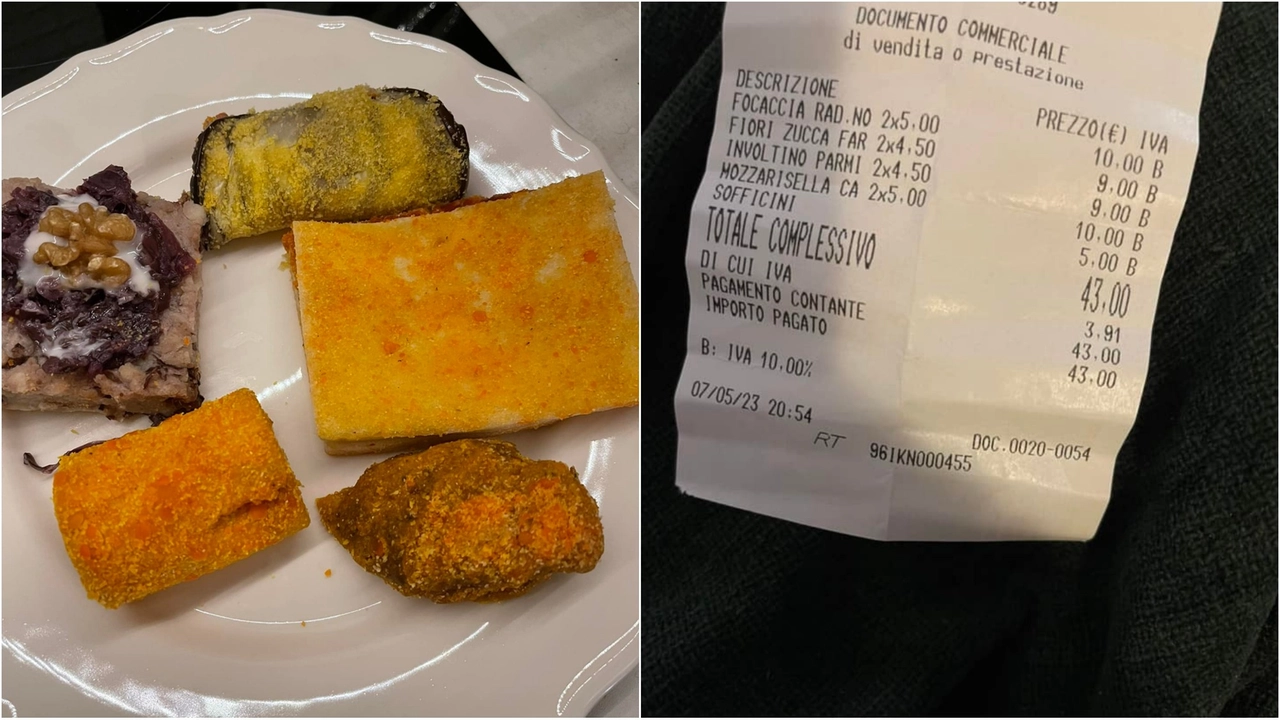 DOCUMENTO COMMERCIALE
di vendita o prestazione
DESCRIZIONE PREZZO(€) IVA
FOCACCIA RAD.NO 2x5,00 10,00 B
FIORI ZUCCA FAR 2x4,50 9,00 B
INVOLTINO PARMI 2x4,50 9,00 B
MOZZARISELLA CA 2x5,00 10,00 B
SOFFICINI 5,00 B
TOTALE COMPLESSIVO 43,00
DI CUI IVA 3,91
PAGAMENTO CONTANTE 43,00
IMPORTO PAGATO 43,00
B: IVA 10,00%
07/05/23 20:54 DOC.0020-0054
RT 96IKN000455